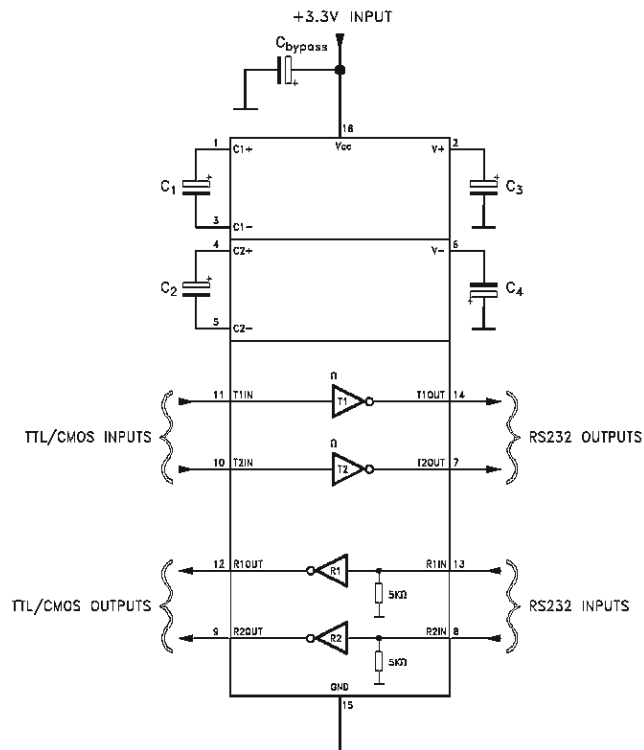 +3.3V INPUT
Cbypass
16
Vcc
1 C1+ V+ 2
C1 C3
3 C1-
4 C2+ V- 6
C2 C4
5 C2-
11 T1IN T1 T1OUT 14
TTL/CMOS INPUTS RS232 OUTPUTS
10 T2IN T2 T2OUT 7
12 R1OUT R1 R1IN 13
5KΩ
TTL/CMOS OUTPUTS RS232 INPUTS
9 R2OUT R2 R2IN 8
5KΩ
GND
15